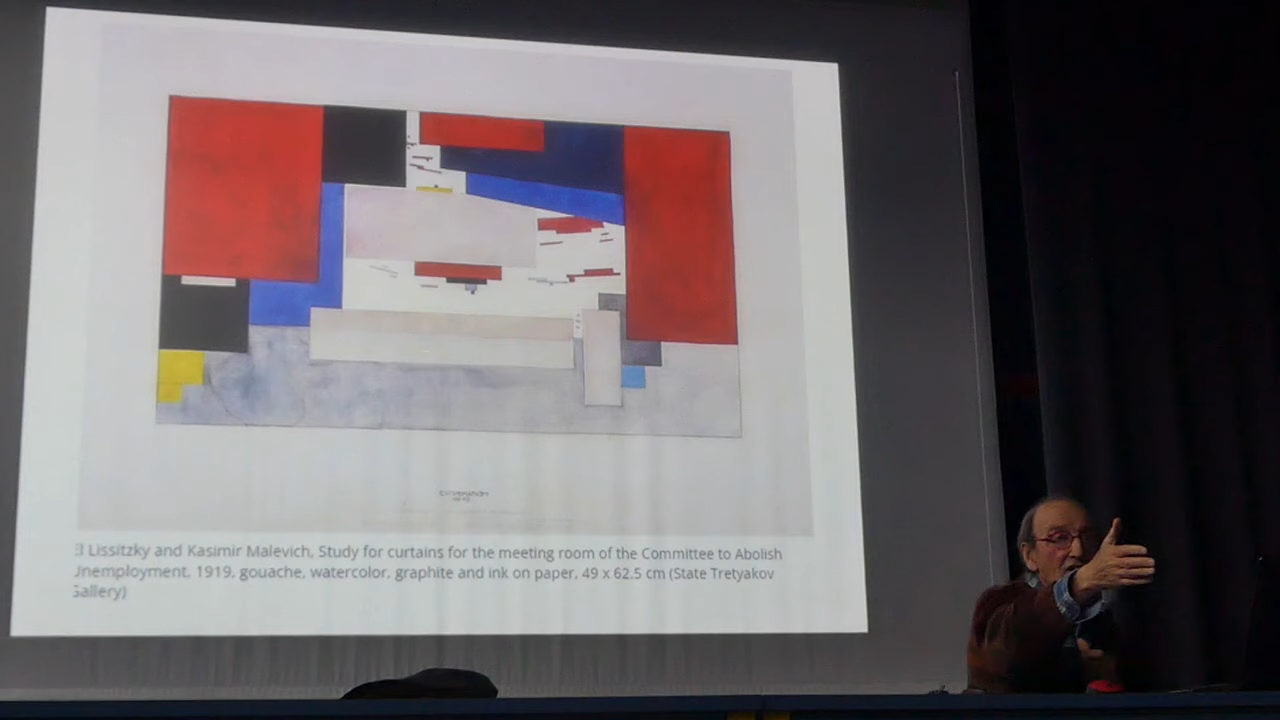 l Lissitzky and Kasimir Malevich, Study for curtains for the meeting room of the Committee to Abolish
Jnemployment, 1919, gouache, watercolor, graphite and ink on paper, 49 x 62.5 cm (State Tretyakov
Gallery)